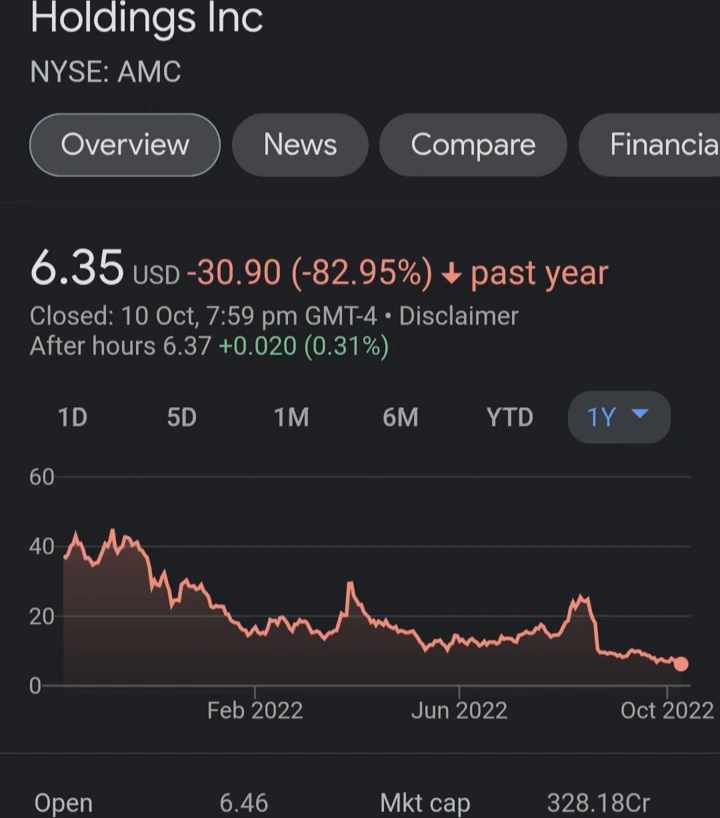 Holdings Inc
NYSE: AMC
Overview News Compare Financia
6.35 USD -30.90 (-82.95%) ↓ past year
Closed: 10 Oct, 7:59 pm GMT-4 • Disclaimer
After hours 6.37 +0.020 (0.31%)
1D 5D 1M 6M YTD 1Y
60
40
20
0
Feb 2022 Jun 2022 Oct 2022
Open 6.46 Mkt cap 328.18Cr